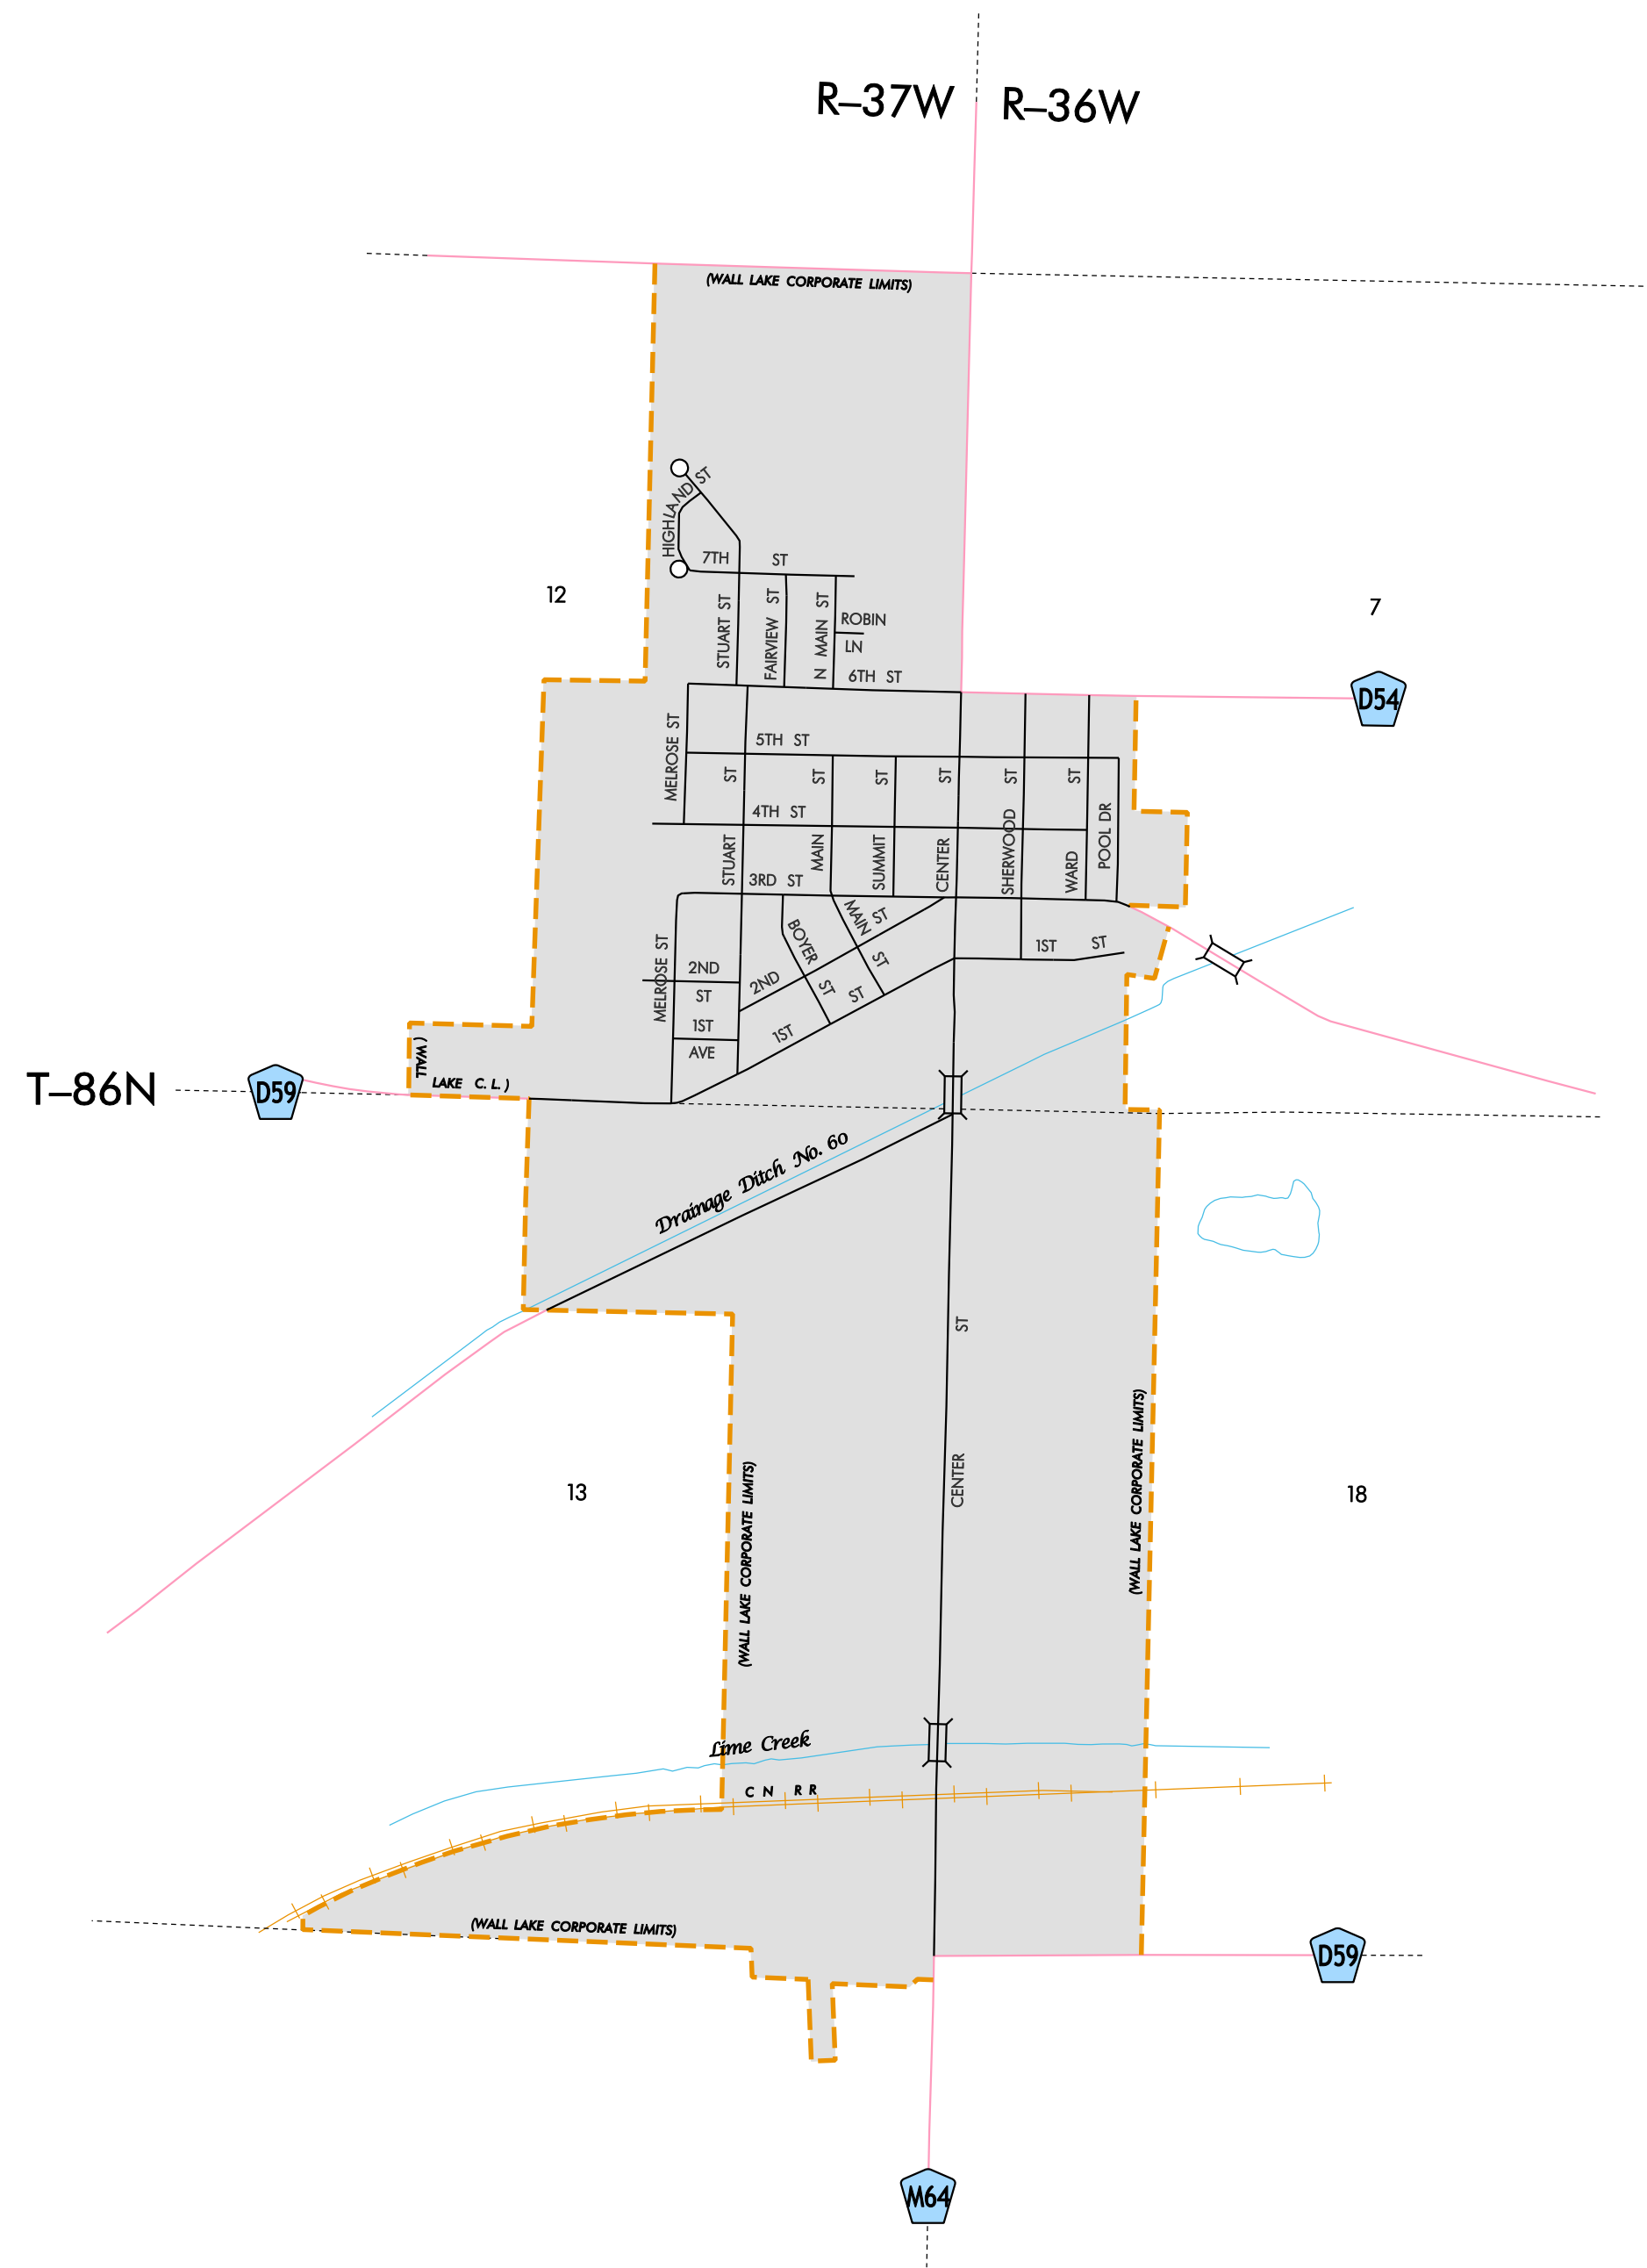 R–37W
R–36W
(WALL LAKE CORPORATE LIMITS)
HIGHLAND ST
7TH ST
12
7
STUART ST
FAIRVIEW ST
N MAIN ST
ROBIN
LN
6TH ST
D54
MELROSE ST
5TH ST
4TH ST
STUART ST
MAIN ST
SUMMIT ST
CENTER ST
SHERWOOD ST
WARD ST
POOL DR
3RD ST
MELROSE ST
BOYER ST
MAIN ST
2ND ST
1ST ST
2ND
ST
1ST
AVE
1ST ST
(WALL
LAKE C.L.)
T–86N
D59
Drainage Ditch No. 60
ST
CENTER
13
18
(WALL LAKE CORPORATE LIMITS)
(WALL LAKE CORPORATE LIMITS)
Lime Creek
C N R R
(WALL LAKE CORPORATE LIMITS)
D59
M64